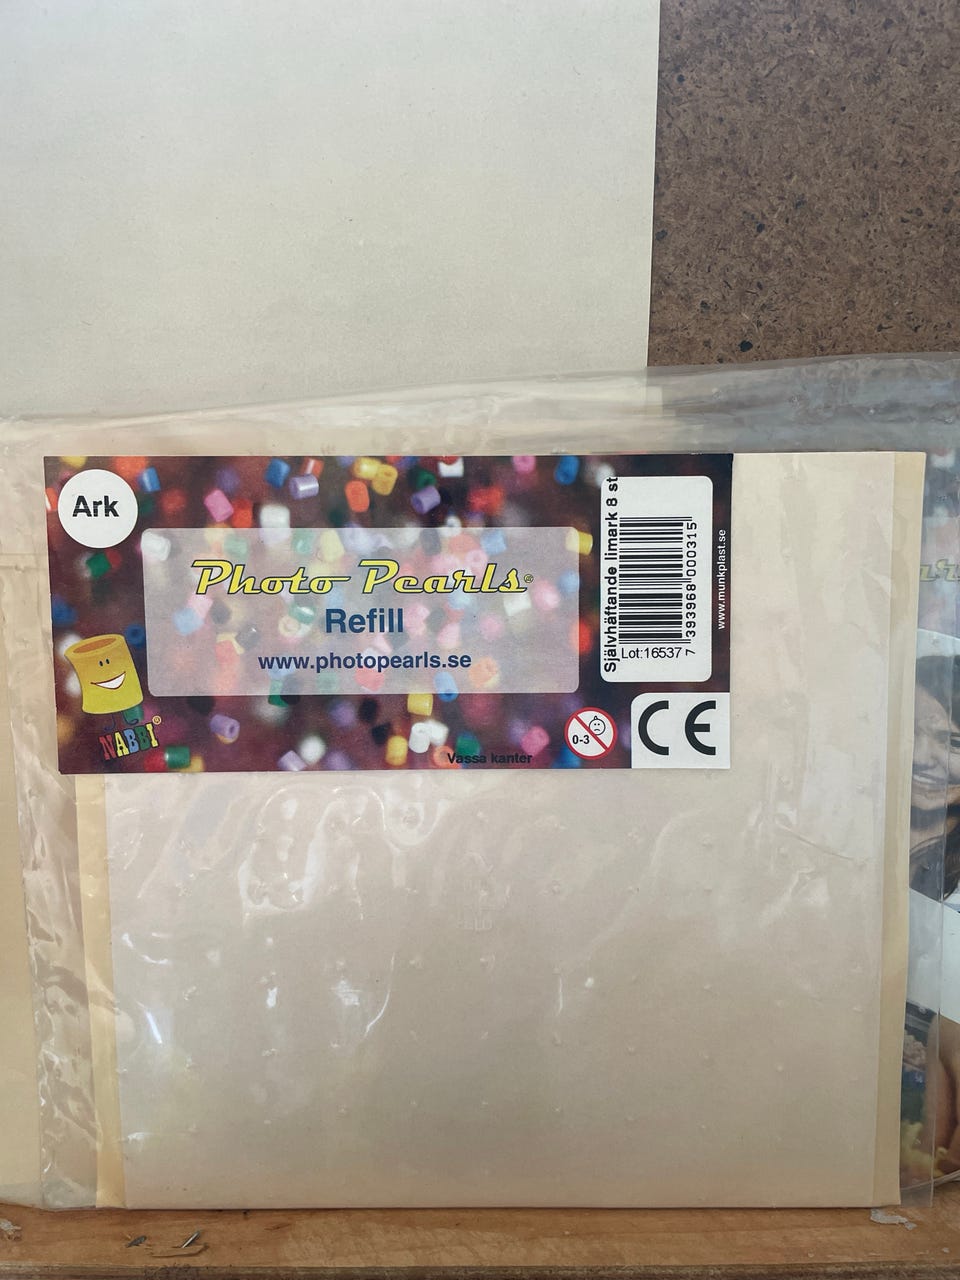 Ark
Photo Pearls®
Refill
www.photopearls.se
NABBI®
Vassa kanter
0-3
CE
Självhäftande limark 8 st
7 393968 000315
Lot:16537
www.munkplast.se